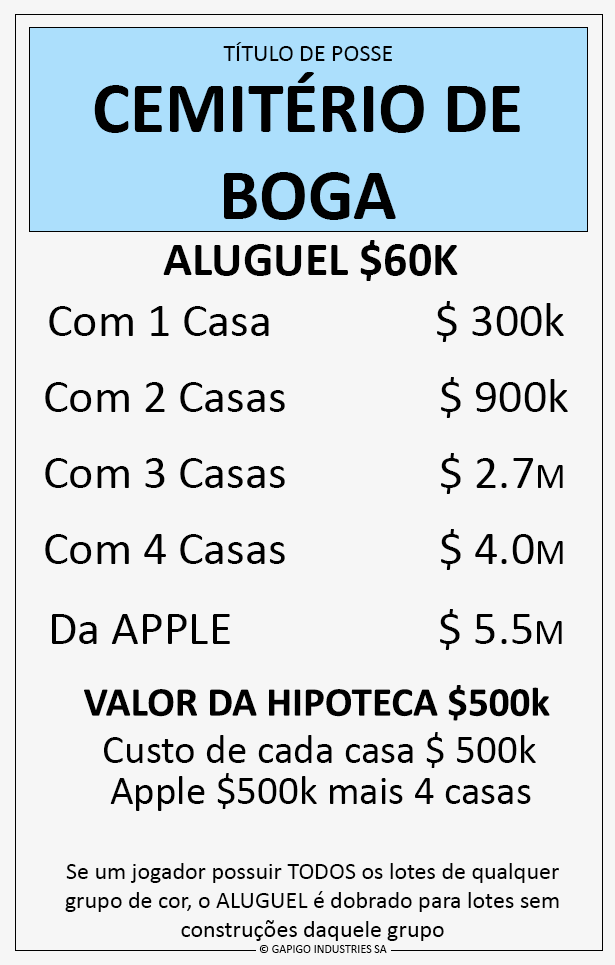 TÍTULO DE POSSE
CEMITÉRIO DE
BOGA
ALUGUEL $60K
Com 1 Casa $ 300k
Com 2 Casas $ 900k
Com 3 Casas $ 2.7M
Com 4 Casas $ 4.0M
Da APPLE $ 5.5M
VALOR DA HIPOTECA $500k
Custo de cada casa $ 500k
Apple $500k mais 4 casas
Se um jogador possuir TODOS os lotes de qualquer
grupo de cor, o ALUGUEL é dobrado para lotes sem
construções daquele grupo
© GAPIGO INDUSTRIES SA